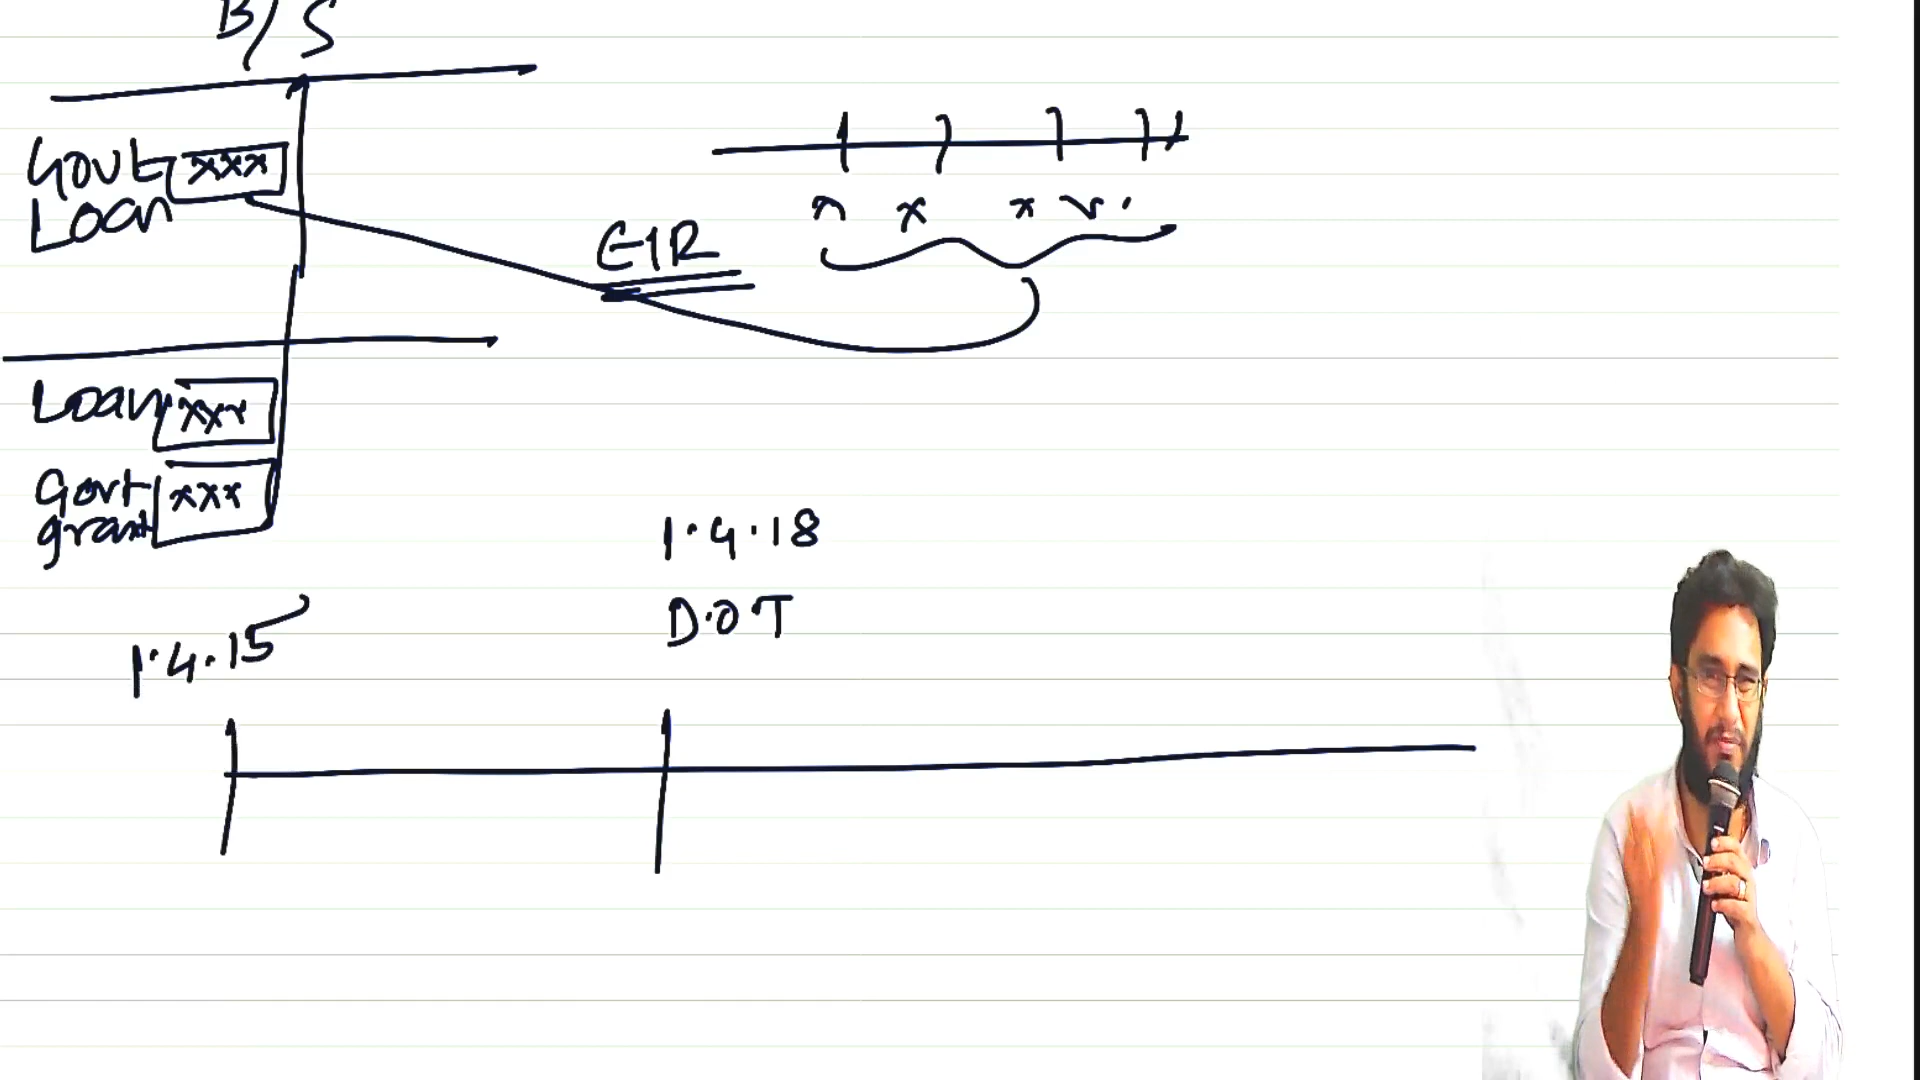 B/S
Govt xxx
Loan
x x x
EIR
Loan xxx
Govt xxx
grant
1.4.18
D.O.T
1.4.15